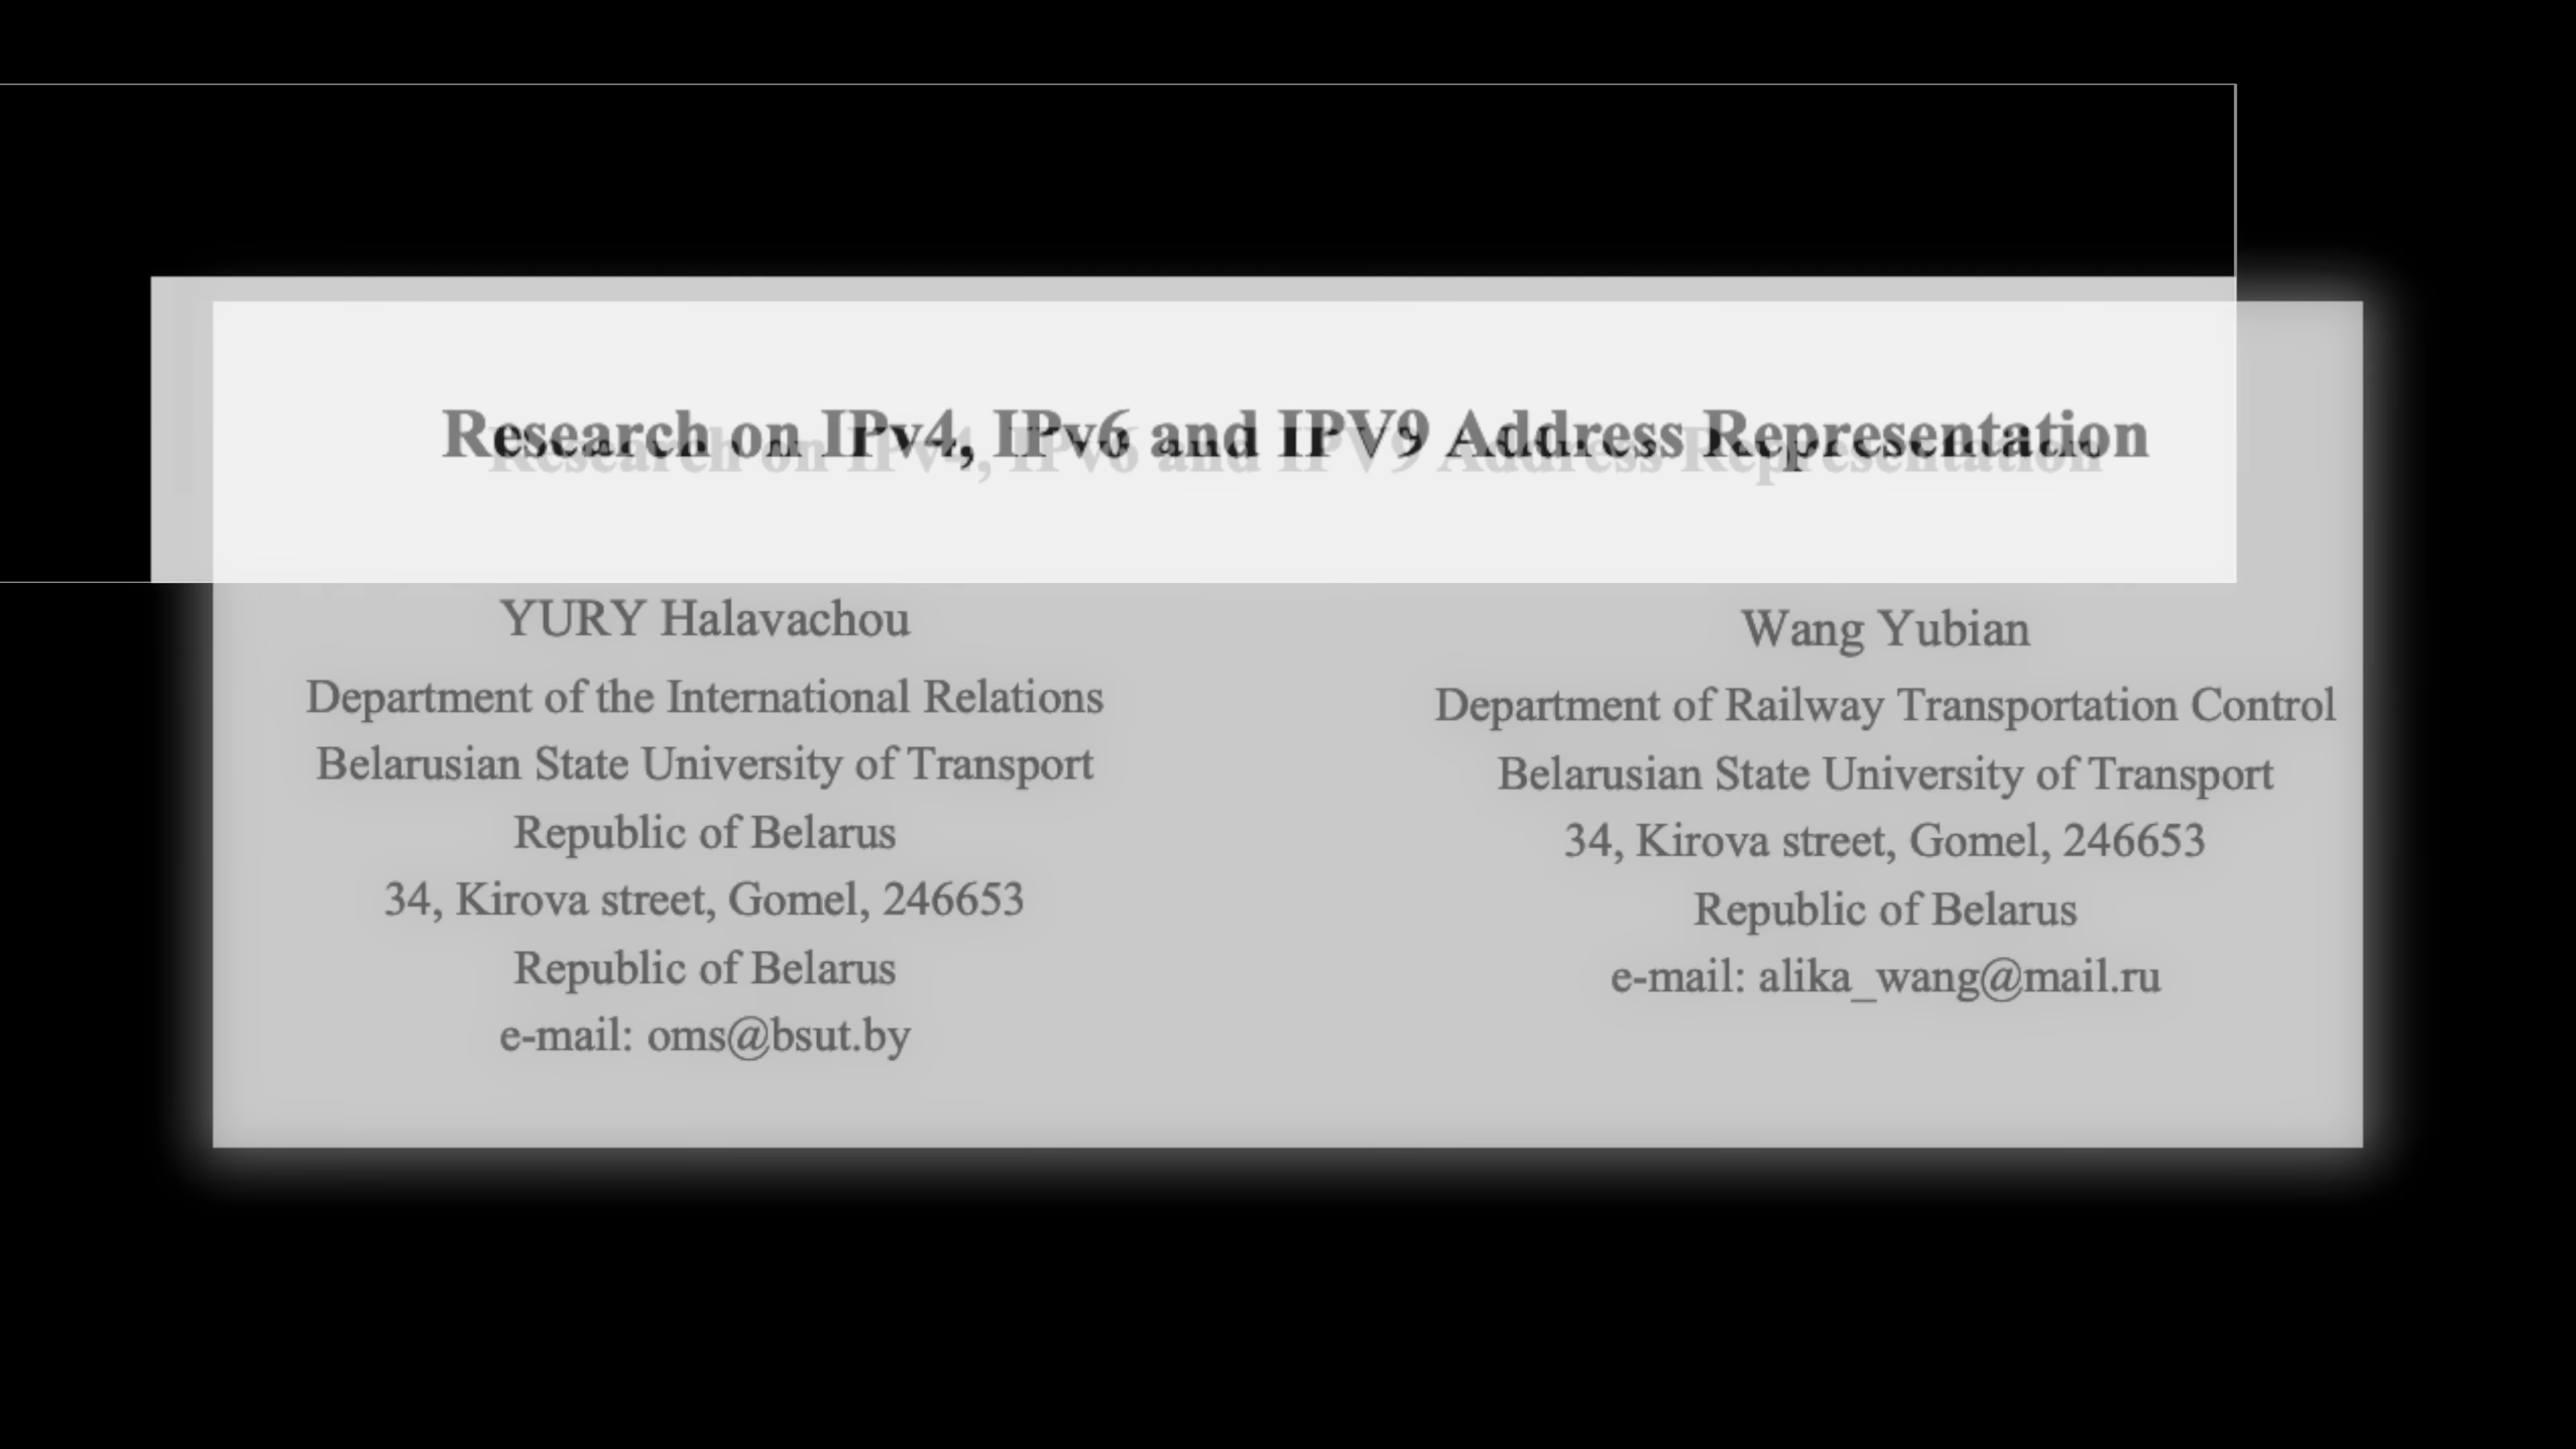 Research on IPv4, IPv6 and IPV9 Address Representation
YURY Halavachou
Department of the International Relations
Belarusian State University of Transport
Republic of Belarus
34, Kirova street, Gomel, 246653
Republic of Belarus
e-mail: oms@bsut.by
Wang Yubian
Department of Railway Transportation Control
Belarusian State University of Transport
34, Kirova street, Gomel, 246653
Republic of Belarus
e-mail: alika_wang@mail.ru